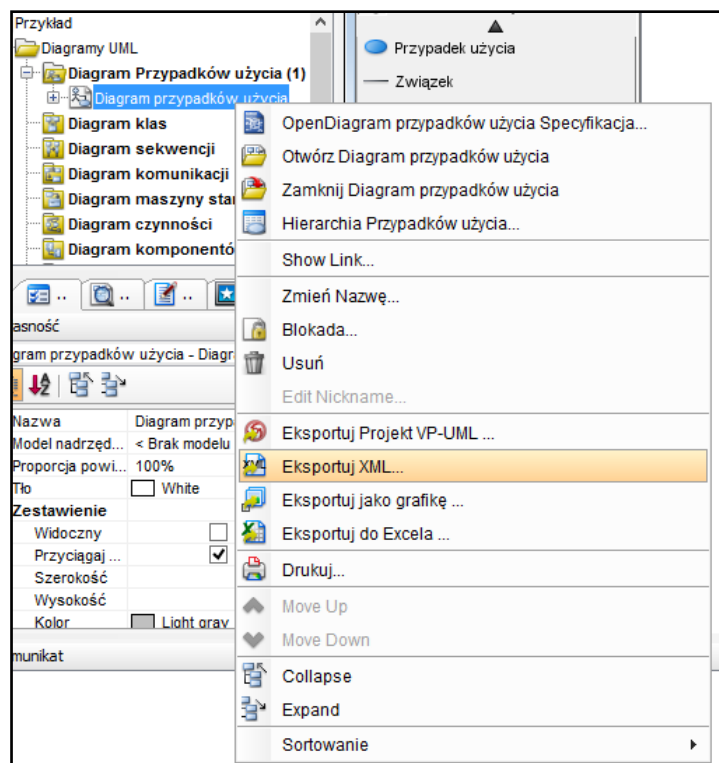 Przykład
Diagramy UML
Diagram Przypadków użycia (1)
Diagram przypadków użycia
Diagram klas
Diagram sekwencji
Diagram komunikacji
Diagram maszyny sta
Diagram czynności
Diagram komponentó
Przypadek użycia
Związek
OpenDiagram przypadków użycia Specyfikacja...
Otwórz Diagram przypadków użycia
Zamknij Diagram przypadków użycia
Hierarchia Przypadków użycia...
Show Link...
Zmień Nazwę...
Blokada...
Usuń
Edit Nickname...
Eksportuj Projekt VP-UML ...
Eksportuj XML...
Eksportuj jako grafikę ...
Eksportuj do Excela ...
Drukuj...
Move Up
Move Down
Collapse
Expand
Sortowanie
.. .. ..
asność
gram przypadków użycia - Diagr
Nazwa Diagram przyp
Model nadrzęd... < Brak modelu
Proporcja powi... 100%
Tło White
Zestawienie
Widoczny
Przyciągaj ...
Szerokość
Wysokość
Kolor Light gray
munikat